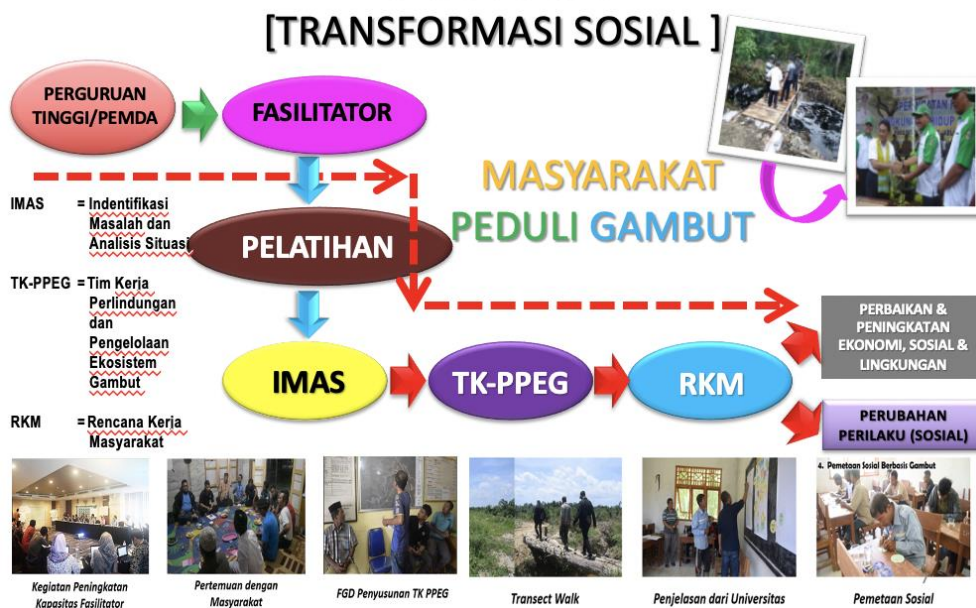 [TRANSFORMASI SOSIAL ]
PERGURUAN
TINGGI/PEMDA
FASILITATOR
MASYARAKAT
PEDULI GAMBUT
IMAS = Indentifikasi
Masalah dan
Analisis Situasi
PELATIHAN
TK-PPEG = Tim Kerja
Perlindungan
dan
Pengelolaan
Ekosistem
Gambut
PERBAIKAN &
PENINGKATAN
EKONOMI, SOSIAL &
LINGKUNGAN
IMAS
TK-PPEG
RKM
RKM = Rencana Kerja
Masyarakat
PERUBAHAN
PERILAKU (SOSIAL)
4. Pemetaan Sosial Berbasis Gambut
Kegiatan Peningkatan
Kapasitas Fasilitator
Pertemuan dengan
Masyarakat
FGD Penyusunan TK PPEG
Transect Walk
Penjelasan dari Universitas
Pemetaan Sosial